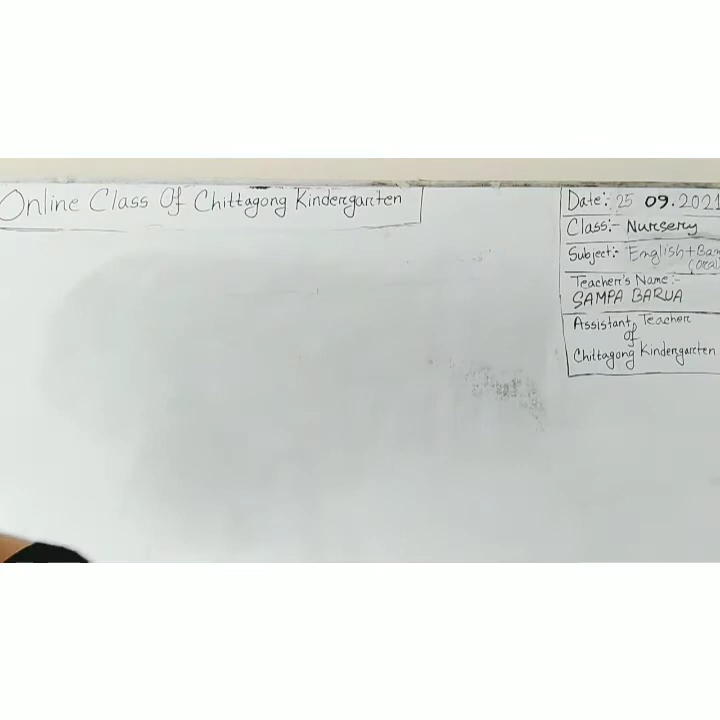 Online Class Of Chittagong Kindergarten
Date:- 25 09.2021
Class:- Nursery
Subject:- English+
Teacher's Name:-
SAMPA BARUA
Assistant Teacher
of
Chittagong Kindergarten